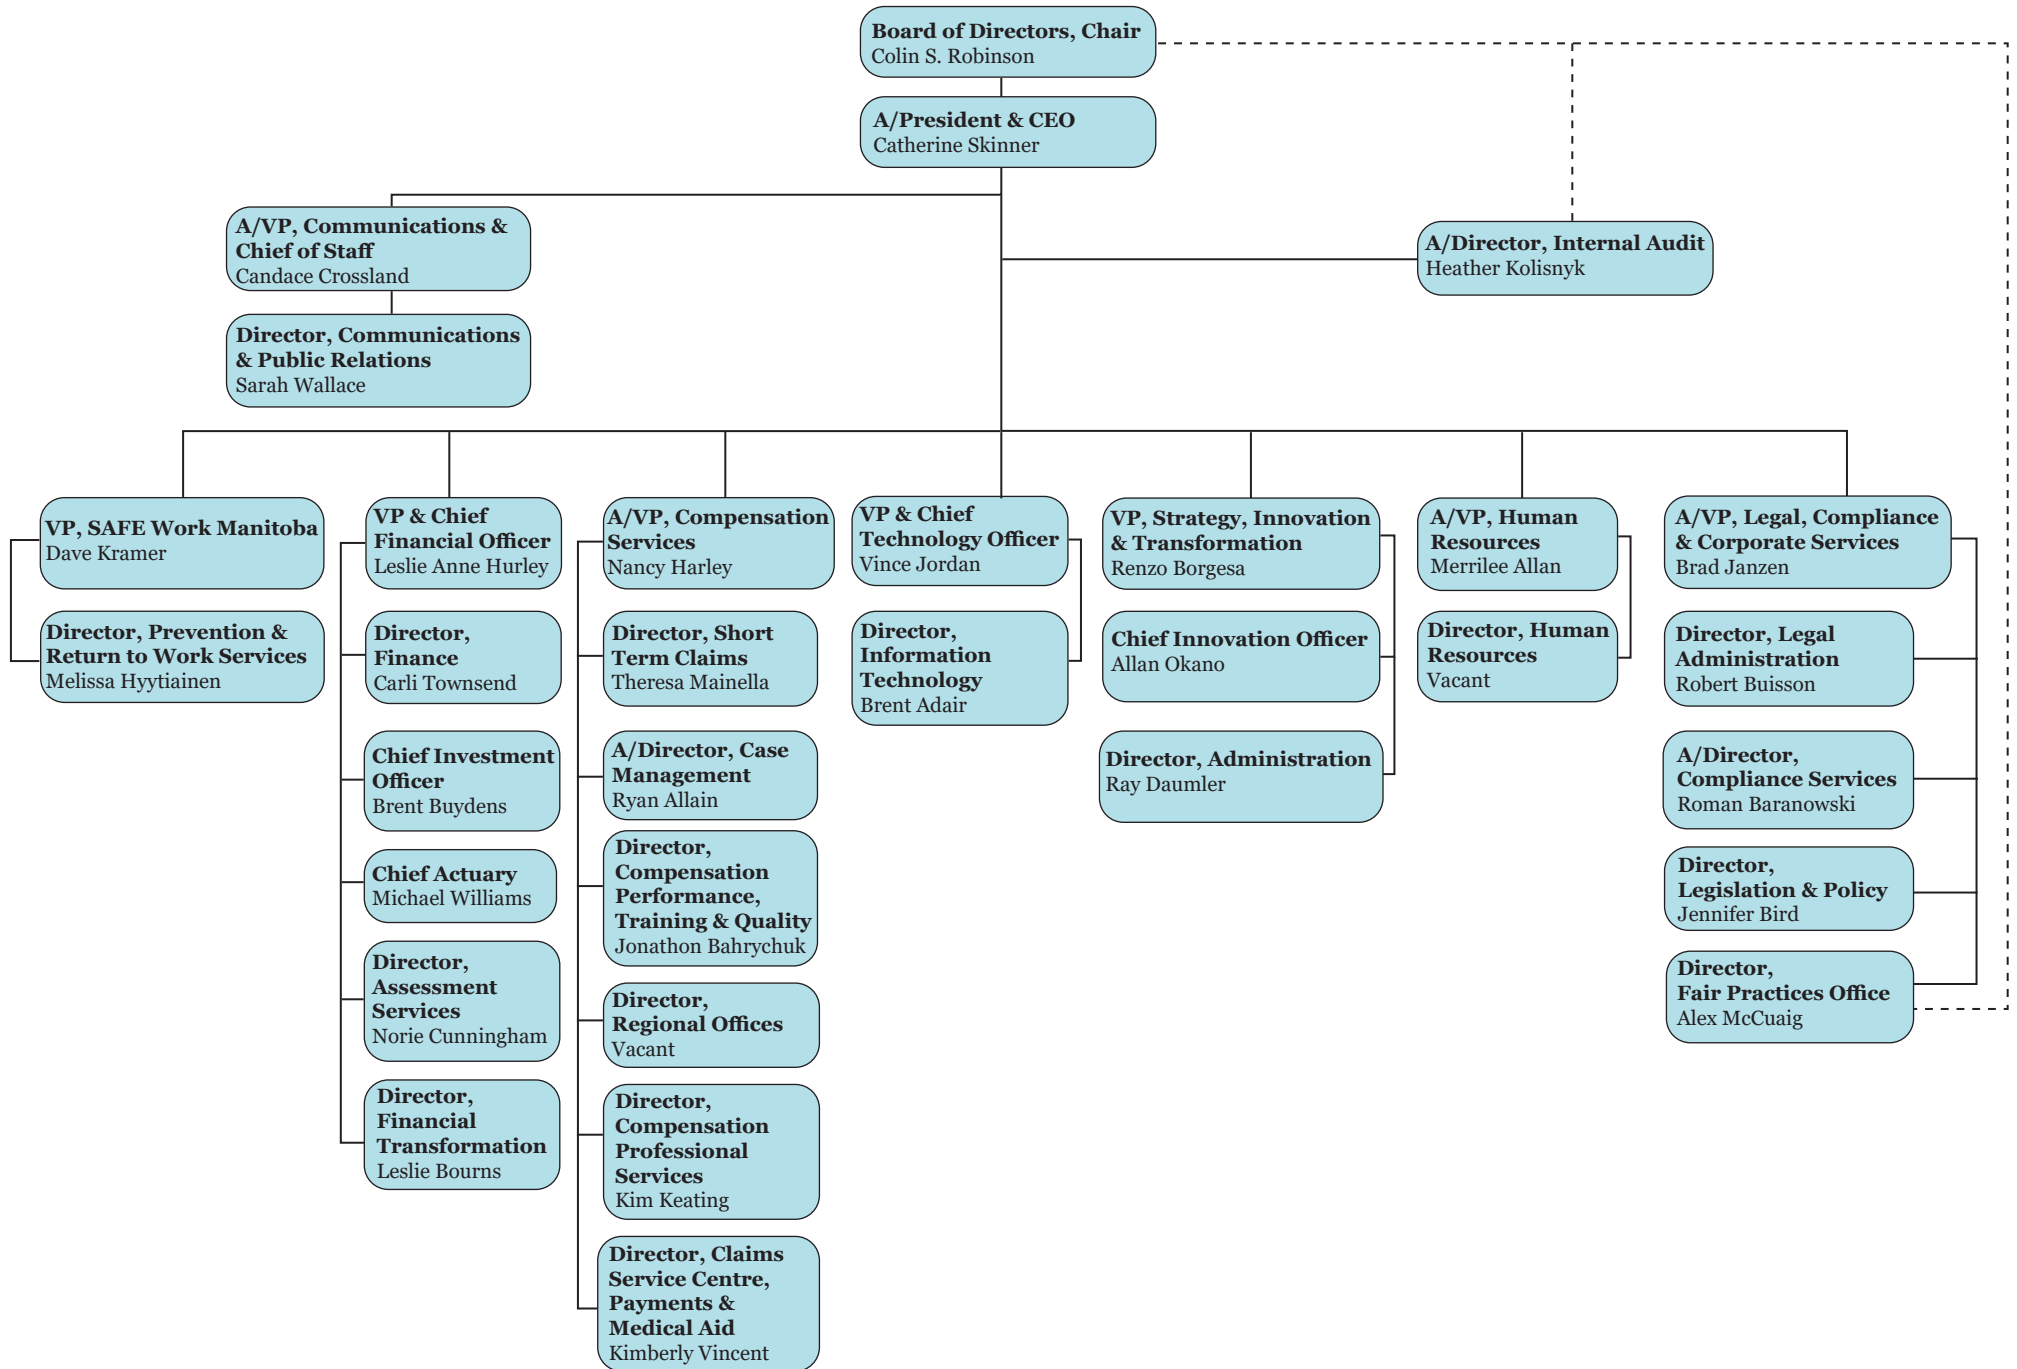 Board of Directors, Chair
Colin S. Robinson
A/President & CEO
Catherine Skinner
A/VP, Communications &
Chief of Staff
Candace Crossland
A/Director, Internal Audit
Heather Kolisnyk
Director, Communications
& Public Relations
Sarah Wallace
VP, SAFE Work Manitoba
Dave Kramer
Director, Prevention &
Return to Work Services
Melissa Hyytiainen
VP & Chief
Financial Officer
Leslie Anne Hurley
Director,
Finance
Carli Townsend
Chief Investment
Officer
Brent Buydens
Chief Actuary
Michael Williams
Director,
Assessment
Services
Norie Cunningham
Director,
Financial
Transformation
Leslie Bourns
A/VP, Compensation
Services
Nancy Harley
Director, Short
Term Claims
Theresa Mainella
A/Director, Case
Management
Ryan Allain
Director,
Compensation
Performance,
Training & Quality
Jonathon Bahrychuk
Director,
Regional Offices
Vacant
Director,
Compensation
Professional
Services
Kim Keating
Director, Claims
Service Centre,
Payments &
Medical Aid
Kimberly Vincent
VP & Chief
Technology Officer
Vince Jordan
Director,
Information
Technology
Brent Adair
VP, Strategy, Innovation
& Transformation
Renzo Borgesa
Chief Innovation Officer
Allan Okano
Director, Administration
Ray Daumler
A/VP, Human
Resources
Merrilee Allan
Director, Human
Resources
Vacant
A/VP, Legal, Compliance
& Corporate Services
Brad Janzen
Director, Legal
Administration
Robert Buisson
A/Director,
Compliance Services
Roman Baranowski
Director,
Legislation & Policy
Jennifer Bird
Director,
Fair Practices Office
Alex McCuaig